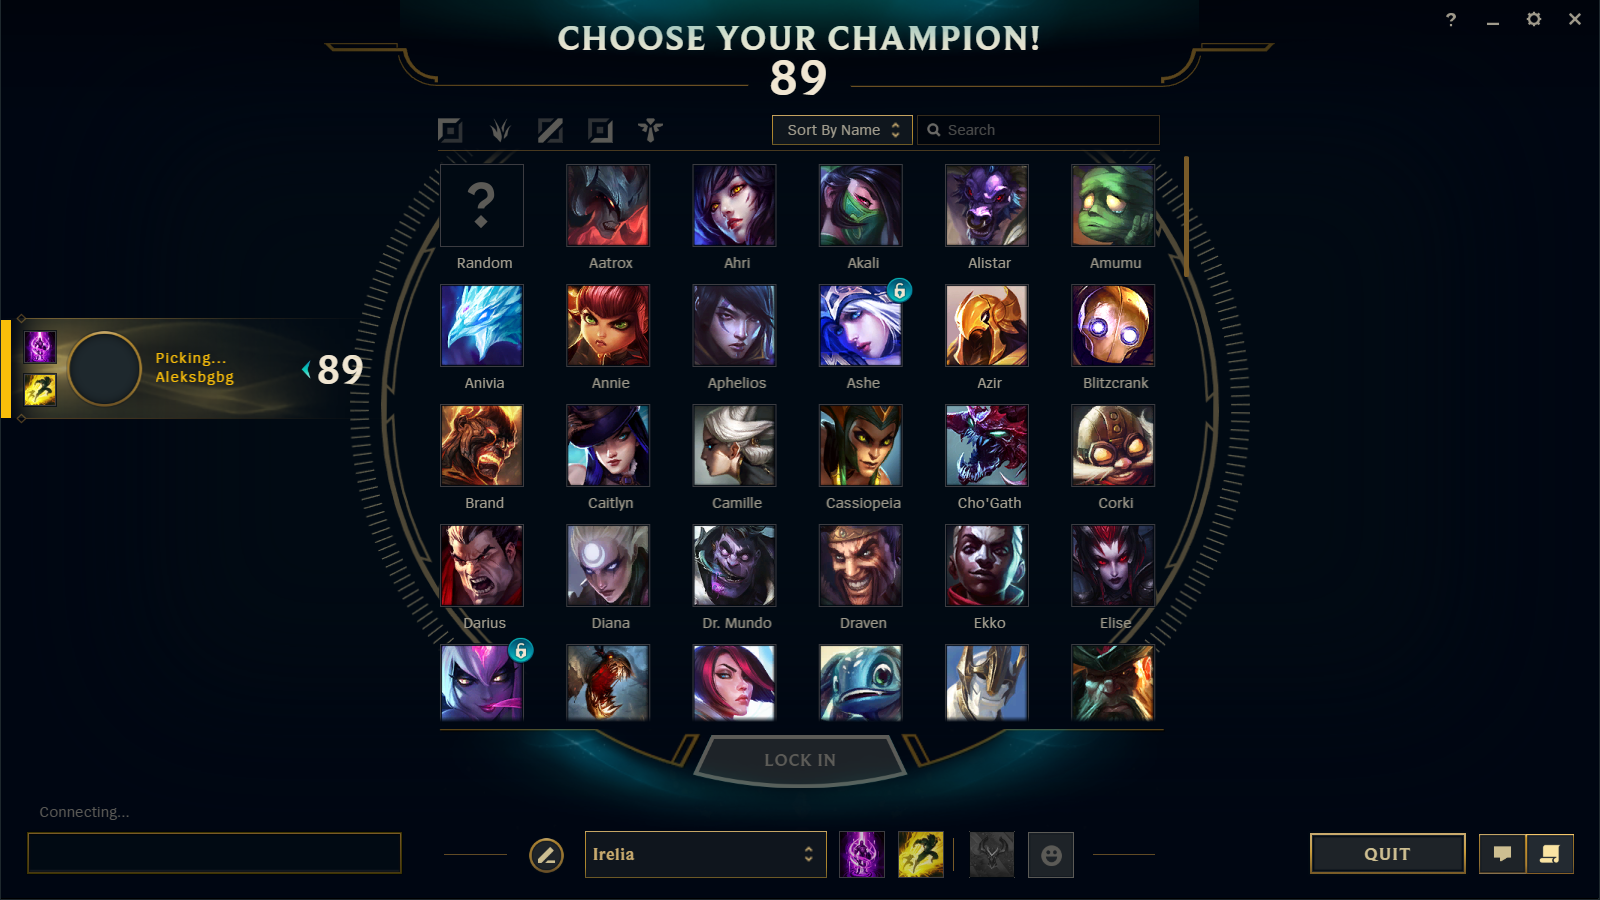 CHOOSE YOUR CHAMPION!
89
Sort By Name
Search
Random
Aatrox
Ahri
Akali
Alistar
Amumu
Anivia
Annie
Aphelios
Ashe
Azir
Blitzcrank
Picking...
Aleksbgbg
89
Brand
Caitlyn
Camille
Cassiopeia
Cho'Gath
Corki
Darius
Diana
Dr. Mundo
Draven
Ekko
Elise
LOCK IN
Connecting...
Irelia
QUIT